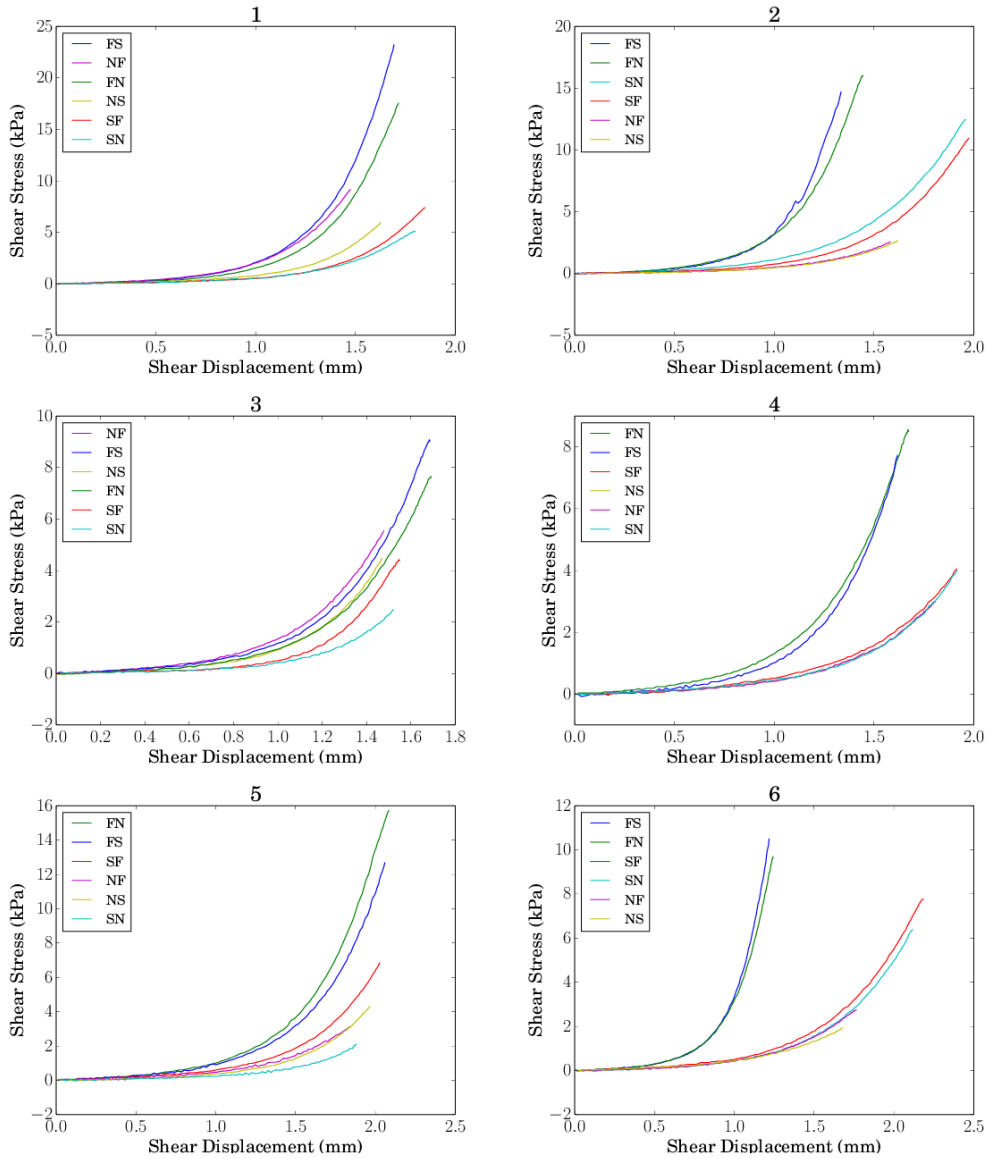 1
25
20
15
10
5
0
−5
Shear Stress (kPa)
FS
NF
FN
NS
SF
SN
0.0 0.5 1.0 1.5 2.0
Shear Displacement (mm)
2
20
15
10
5
0
−5
Shear Stress (kPa)
FS
FN
SN
SF
NF
NS
0.0 0.5 1.0 1.5 2.0
Shear Displacement (mm)
3
10
8
6
4
2
0
−2
Shear Stress (kPa)
NF
FS
NS
FN
SF
SN
0.0 0.2 0.4 0.6 0.8 1.0 1.2 1.4 1.6 1.8
Shear Displacement (mm)
4
8
6
4
2
0
Shear Stress (kPa)
FN
FS
SF
NS
NF
SN
0.0 0.5 1.0 1.5 2.0
Shear Displacement (mm)
5
16
14
12
10
8
6
4
2
0
−2
Shear Stress (kPa)
FN
FS
SF
NF
NS
SN
0.0 0.5 1.0 1.5 2.0 2.5
Shear Displacement (mm)
6
12
10
8
6
4
2
0
−2
Shear Stress (kPa)
FS
FN
SF
SN
NF
NS
0.0 0.5 1.0 1.5 2.0 2.5
Shear Displacement (mm)